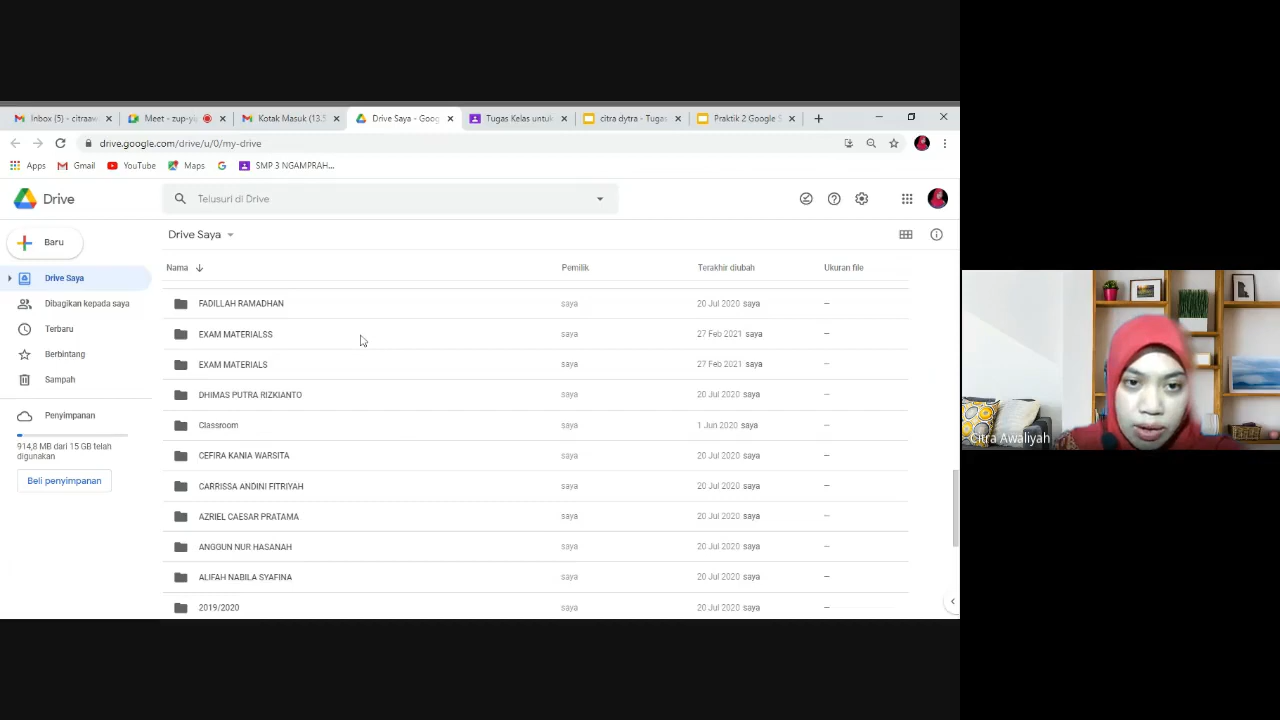 Inbox (5) - citraaw
Meet - zup-yi
Kotak Masuk (13.5
Drive Saya - Goog
Tugas Kelas untuk
citra dytra - Tugas
Praktik 2 Google S
drive.google.com/drive/u/0/my-drive
Apps
Gmail
YouTube
Maps
SMP 3 NGAMPRAH...
Drive
Telusuri di Drive
Baru
Drive Saya
Drive Saya
Dibagikan kepada saya
Terbaru
Berbintang
Sampah
Penyimpanan
914,8 MB dari 15 GB telah
digunakan
Beli penyimpanan
Nama Pemilik Terakhir diubah Ukuran file
FADILLAH RAMADHAN saya 20 Jul 2020 saya —
EXAM MATERIALSS saya 27 Feb 2021 saya —
EXAM MATERIALS saya 27 Feb 2021 saya —
DHIMAS PUTRA RIZKIANTO saya 20 Jul 2020 saya —
Classroom saya 1 Jun 2020 saya —
CEFIRA KANIA WARSITA saya 20 Jul 2020 saya —
CARRISSA ANDINI FITRIYAH saya 20 Jul 2020 saya —
AZRIEL CAESAR PRATAMA saya 20 Jul 2020 saya —
ANGGUN NUR HASANAH saya 20 Jul 2020 saya —
ALIFAH NABILA SYAFINA saya 20 Jul 2020 saya —
2019/2020 saya 20 Jul 2020 saya —
Citra Awaliyah